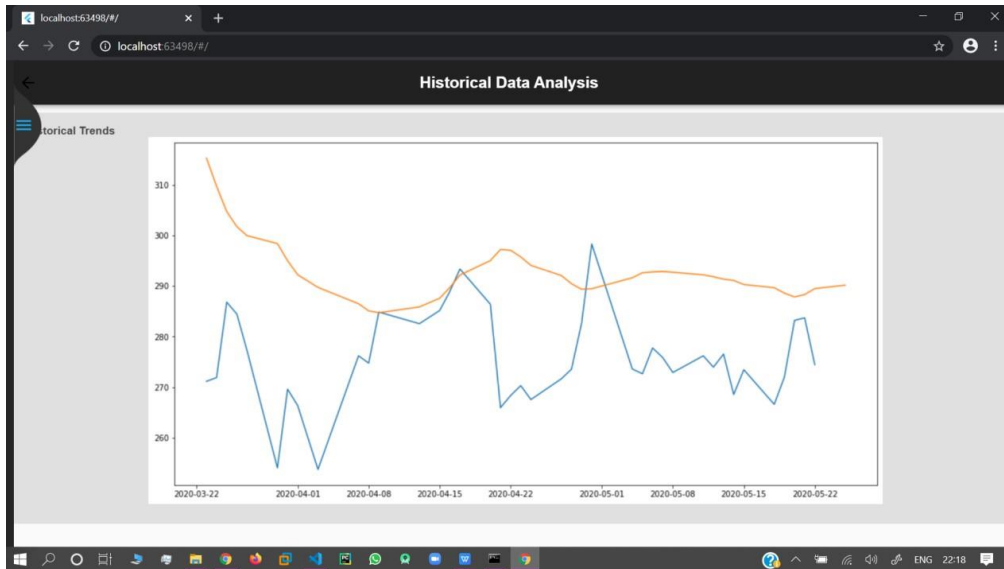 localhost:63498/#/
localhost:63498/#/
Historical Data Analysis
torical Trends
310
300
290
280
270
260
2020-03-22 2020-04-01 2020-04-08 2020-04-15 2020-04-22 2020-05-01 2020-05-08 2020-05-15 2020-05-22
ENG 22:18